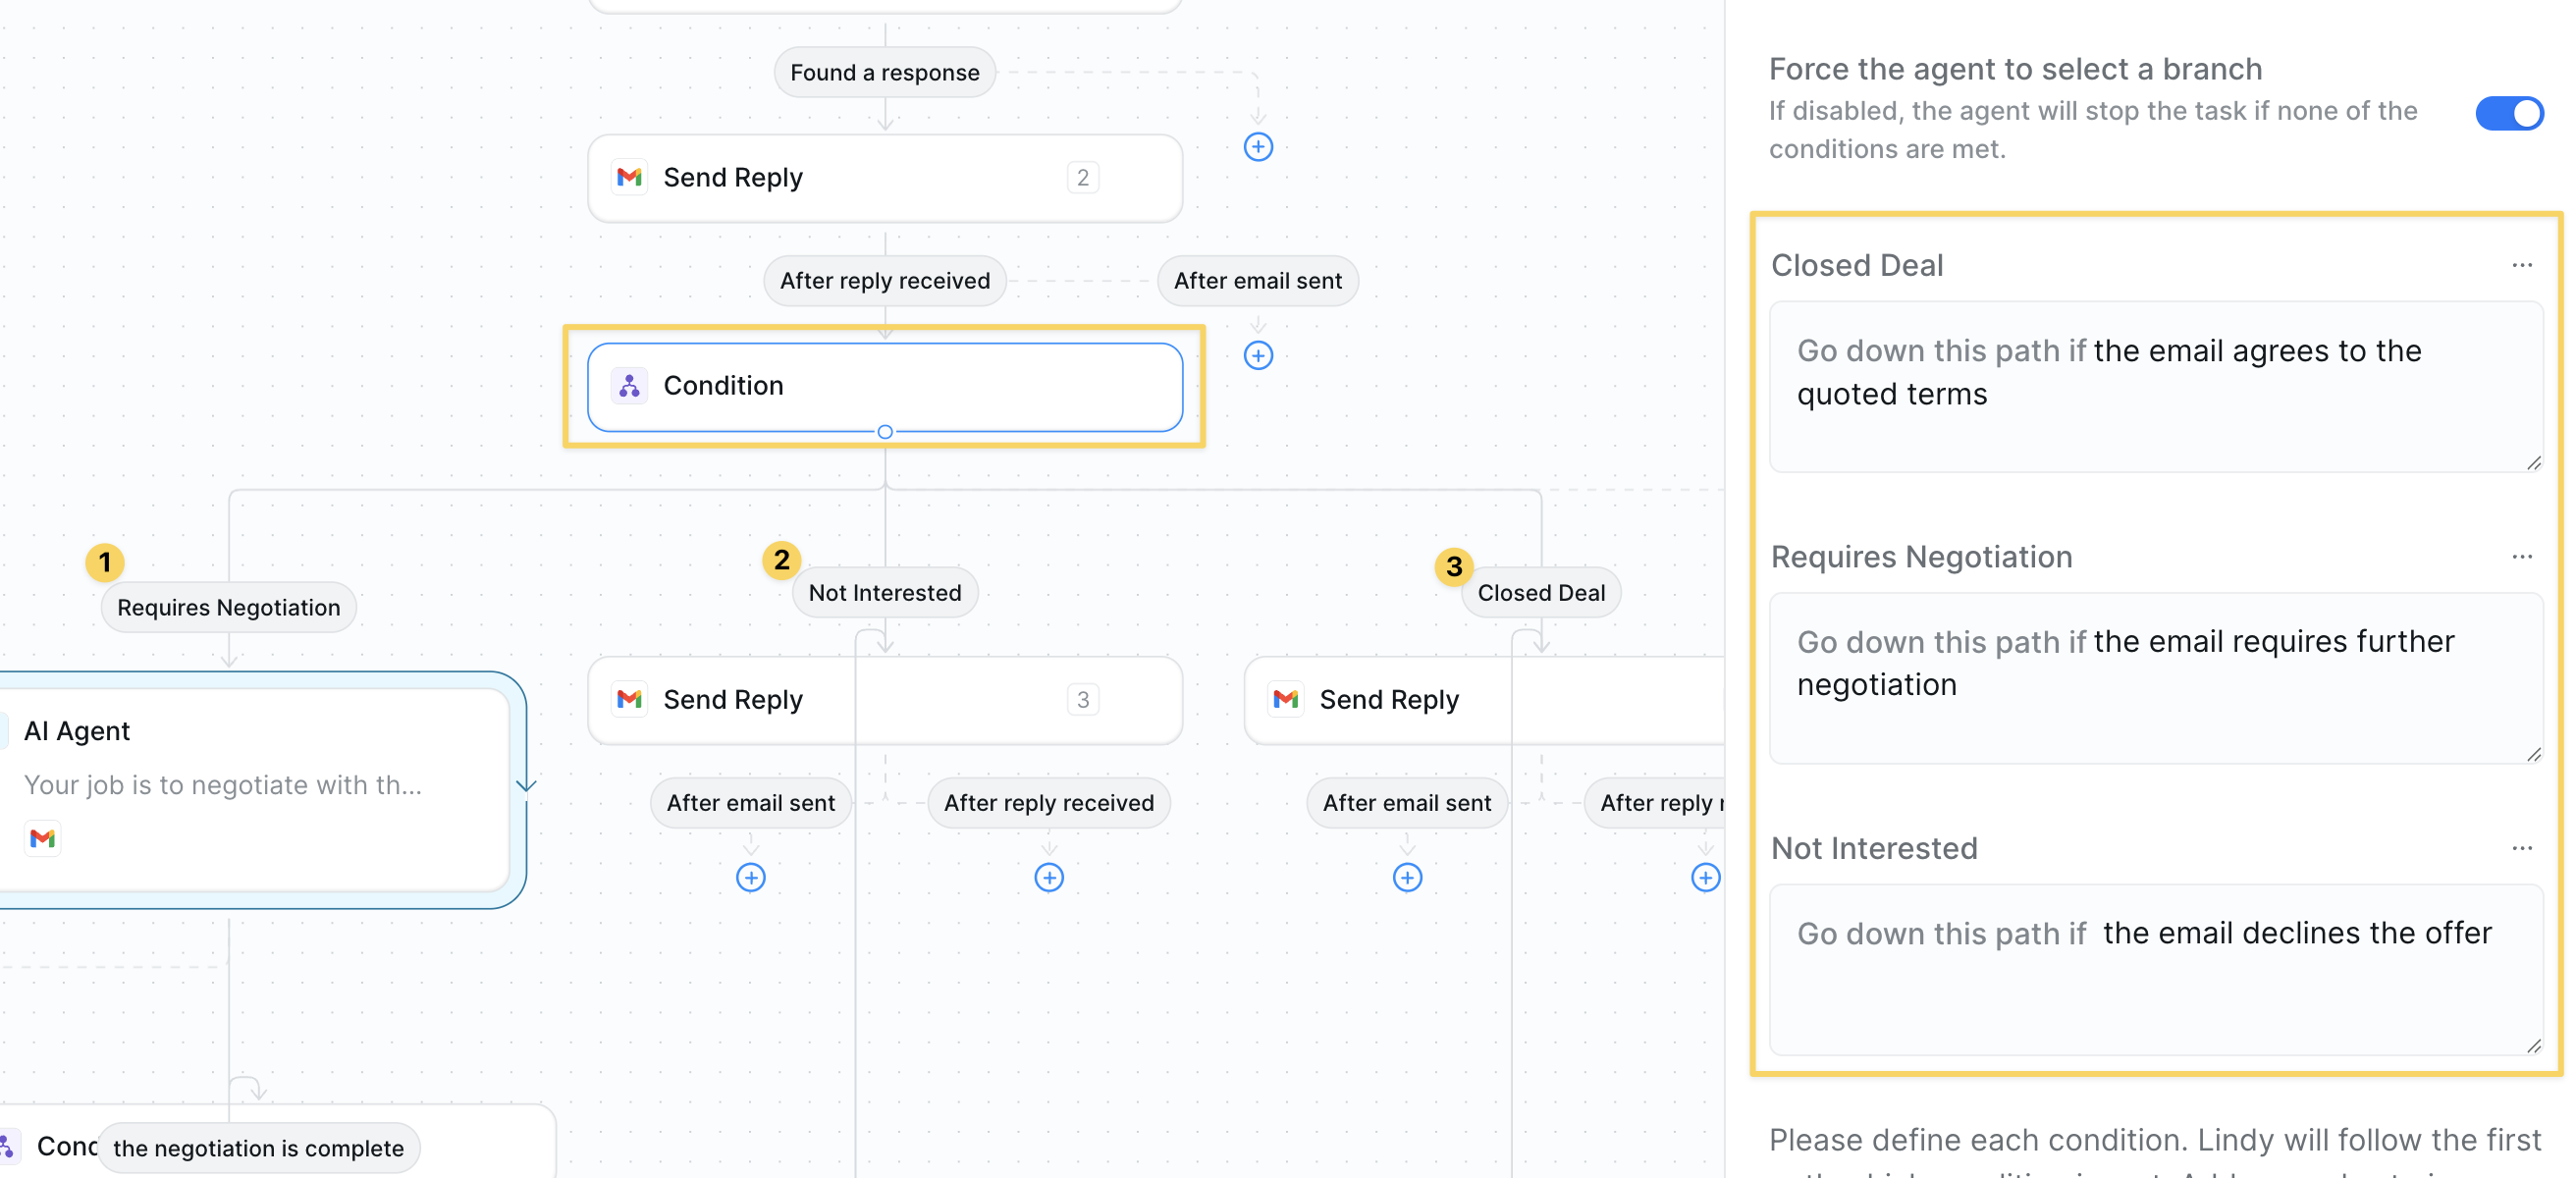 Found a response
Send Reply
2
After reply received
After email sent
Condition
1
Requires Negotiation
2
Not Interested
3
Closed Deal
AI Agent
Your job is to negotiate with th...
Send Reply
3
Send Reply
After email sent
After reply received
After email sent
After reply
the negotiation is complete
Force the agent to select a branch
If disabled, the agent will stop the task if none of the
conditions are met.
Closed Deal
Go down this path if the email agrees to the
quoted terms
Requires Negotiation
Go down this path if the email requires further
negotiation
Not Interested
Go down this path if the email declines the offer
Please define each condition. Lindy will follow the first